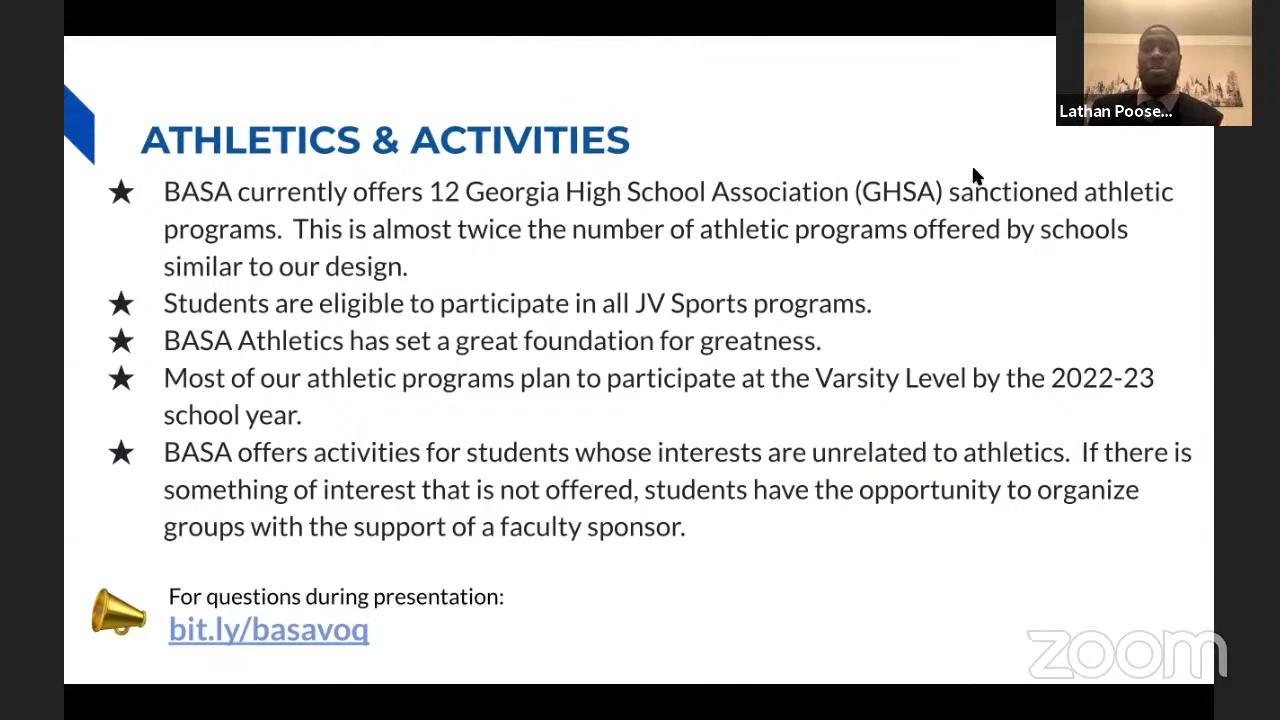 Lathan Poose...
ATHLETICS & ACTIVITIES
★ BASA currently offers 12 Georgia High School Association (GHSA) sanctioned athletic
programs.  This is almost twice the number of athletic programs offered by schools
similar to our design.
★ Students are eligible to participate in all JV Sports programs.
★ BASA Athletics has set a great foundation for greatness.
★ Most of our athletic programs plan to participate at the Varsity Level by the 2022-23
school year.
★ BASA offers activities for students whose interests are unrelated to athletics.  If there is
something of interest that is not offered, students have the opportunity to organize
groups with the support of a faculty sponsor.
For questions during presentation:
bit.ly/basavoq
zoom